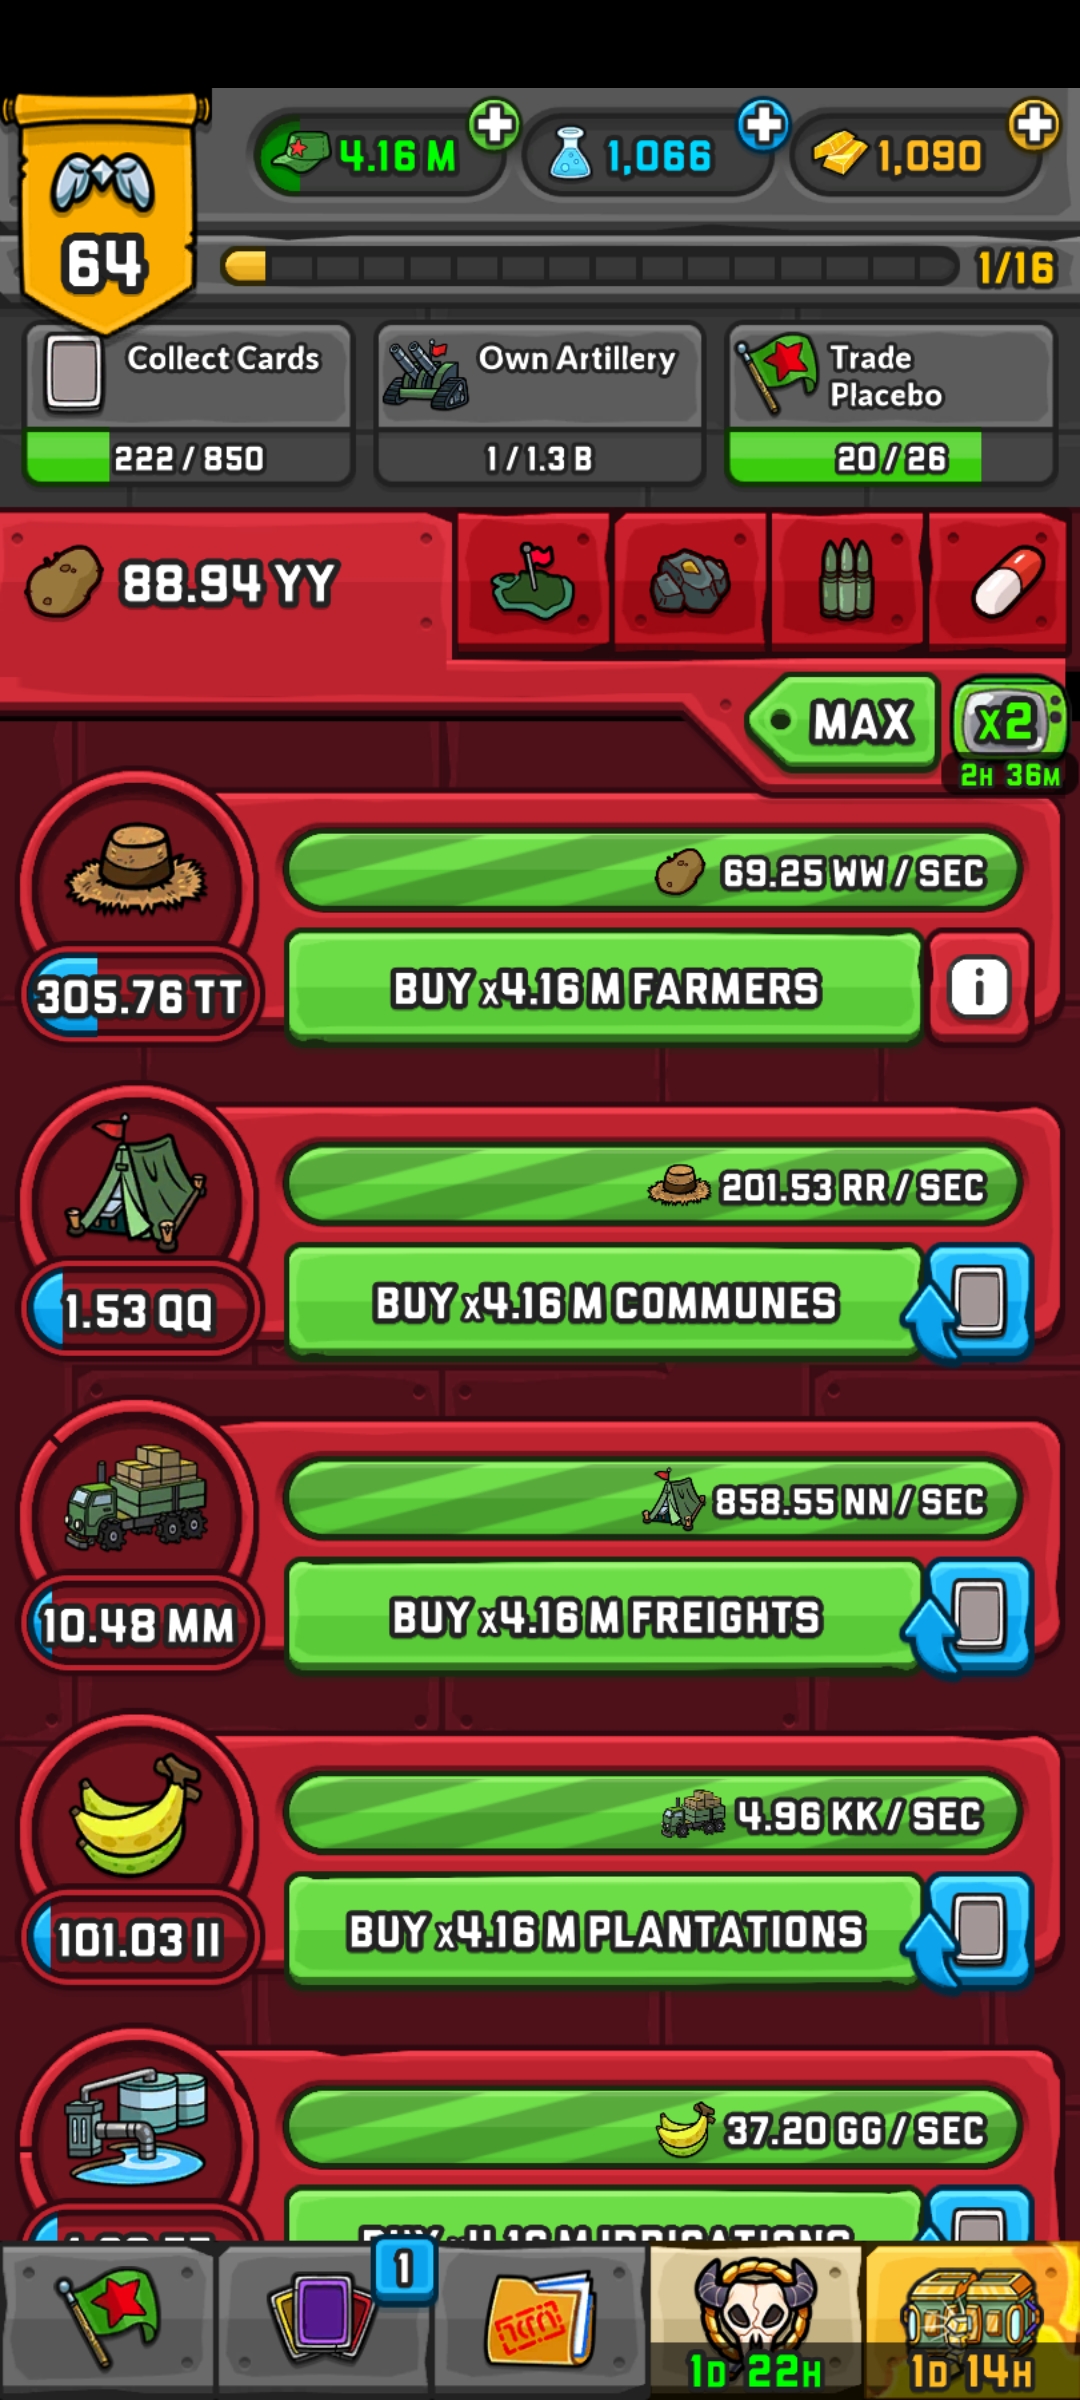 64
4.16 M
1,066
1,090
1/16
Collect Cards
222 / 850
Own Artillery
1 / 1.3 B
Trade
Placebo
20 / 26
88.94 YY
MAX
x2
2H 36M
69.25 WW / SEC
305.76 TT
BUY x4.16 M FARMERS
i
201.53 RR / SEC
1.53 QQ
BUY x4.16 M COMMUNES
858.55 NN / SEC
10.48 MM
BUY x4.16 M FREIGHTS
4.96 KK / SEC
101.03 II
BUY x4.16 M PLANTATIONS
37.20 GG / SEC
BUY x4.16 M IRRIGATIONS
1
1D 22H
1D 14H